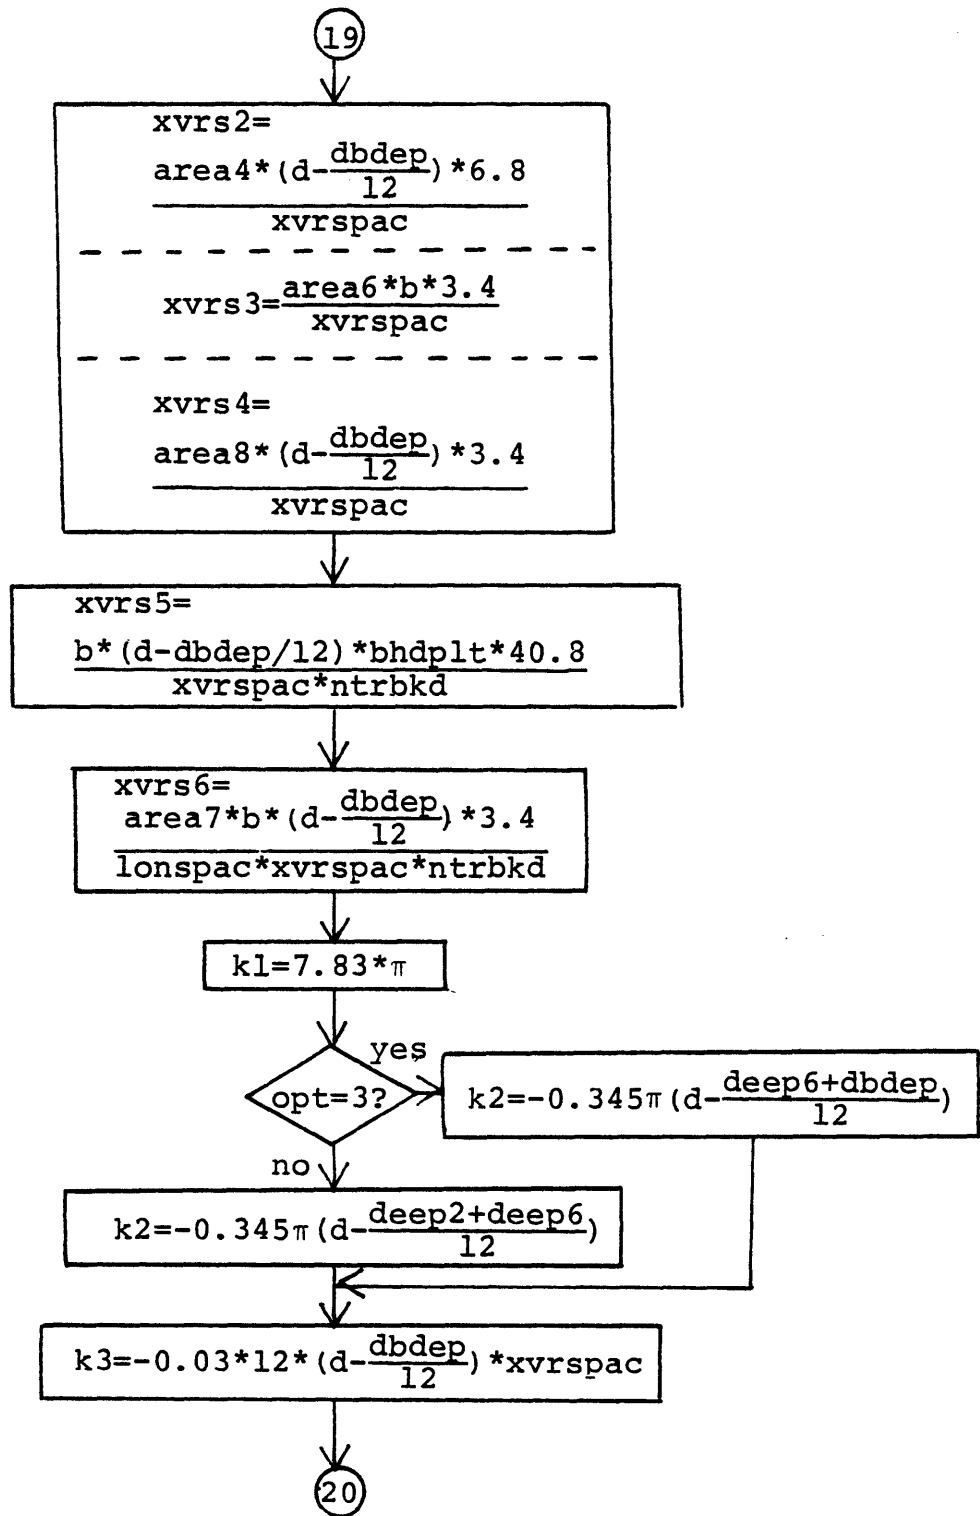 19
xvrs2=
area4*(d-dbdep/12)*6.8
xvrspac
xvrs3=area6*b*3.4
xvrspac
xvrs4=
area8*(d-dbdep/12)*3.4
xvrspac
xvrs5=
b*(d-dbdep/12)*bhdplt*40.8
xvrspac*ntrbkd
xvrs6=
area7*b*(d-dbdep/12)*3.4
lonspac*xvrspac*ntrbkd
k1=7.83*π
opt=3?
yes
k2=-0.345π(d-deep6+dbdep/12)
no
k2=-0.345π(d-deep2+deep6/12)
k3=-0.03*12*(d-dbdep/12)*xvrspac
20